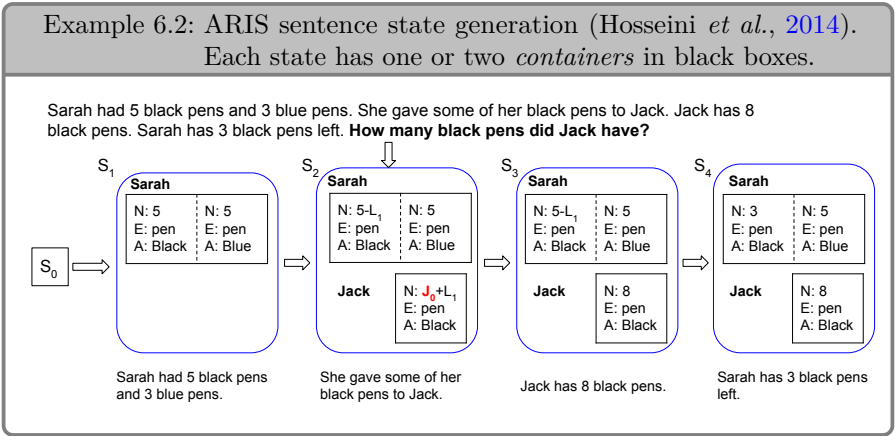 Example 6.2: ARIS sentence state generation (Hosseini et al., 2014).
Each state has one or two containers in black boxes.
Sarah had 5 black pens and 3 blue pens. She gave some of her black pens to Jack. Jack has 8
black pens. Sarah has 3 black pens left. How many black pens did Jack have?
S0
S1
Sarah
N: 5
E: pen
A: Black
N: 5
E: pen
A: Blue
Sarah had 5 black pens
and 3 blue pens.
S2
Sarah
N: 5-L1
E: pen
A: Black
N: 5
E: pen
A: Blue
Jack
N: J0+L1
E: pen
A: Black
She gave some of her
black pens to Jack.
S3
Sarah
N: 5-L1
E: pen
A: Black
N: 5
E: pen
A: Blue
Jack
N: 8
E: pen
A: Black
Jack has 8 black pens.
S4
Sarah
N: 3
E: pen
A: Black
N: 5
E: pen
A: Blue
Jack
N: 8
E: pen
A: Black
Sarah has 3 black pens
left.